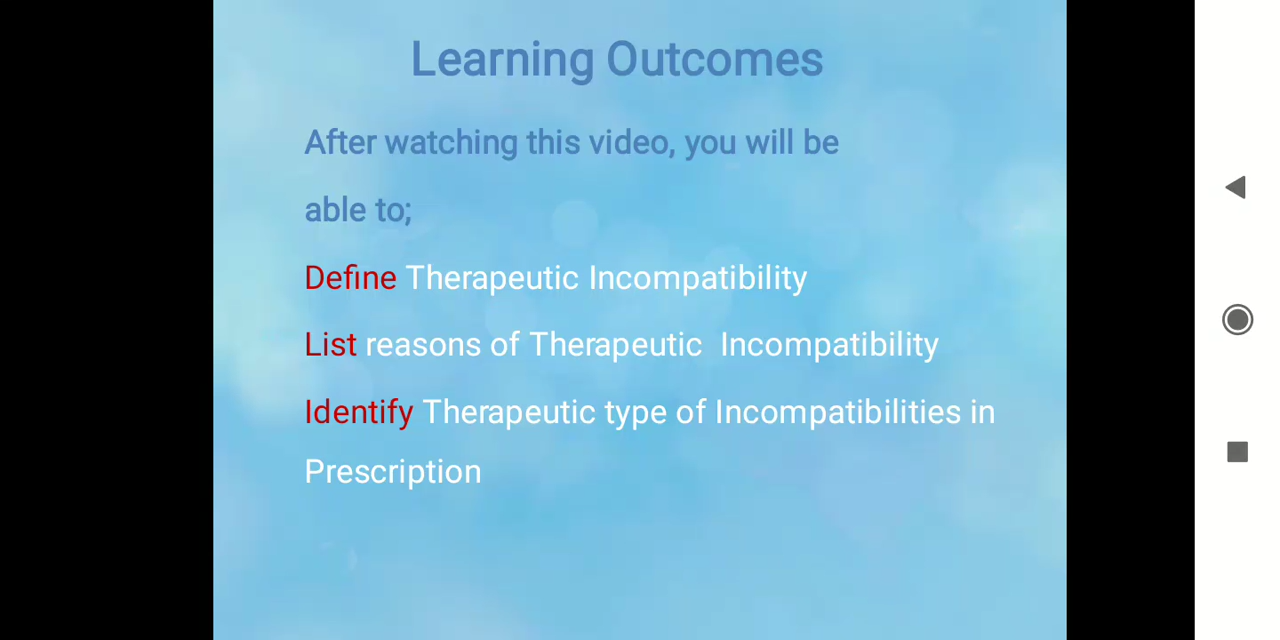 Learning Outcomes
After watching this video, you will be
able to;
Define Therapeutic Incompatibility
List reasons of Therapeutic  Incompatibility
Identify Therapeutic type of Incompatibilities in
Prescription